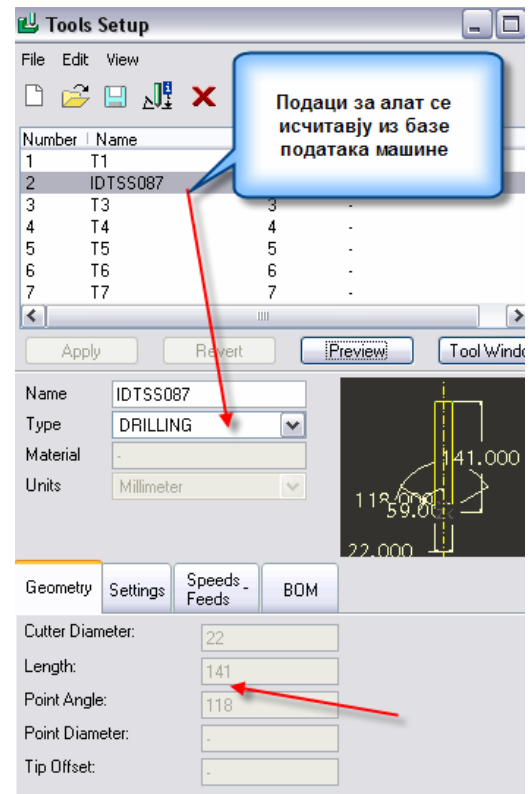 Tools Setup
File Edit View
Подаци за алат се
исчитавју из базе
података машине
Number Name
1 T1
2 IDTSS087
3 T3 3 -
4 T4 4 -
5 T5 5 -
6 T6 6 -
7 T7 7 -
Apply Revert Preview Tool Windo
Name IDTSS087
Type DRILLING
Material -
Units Millimeter
141.000
118.000
59.00
22.000
Geometry Settings Speeds - Feeds BOM
Cutter Diameter: 22
Length: 141
Point Angle: 118
Point Diameter: -
Tip Offset: -